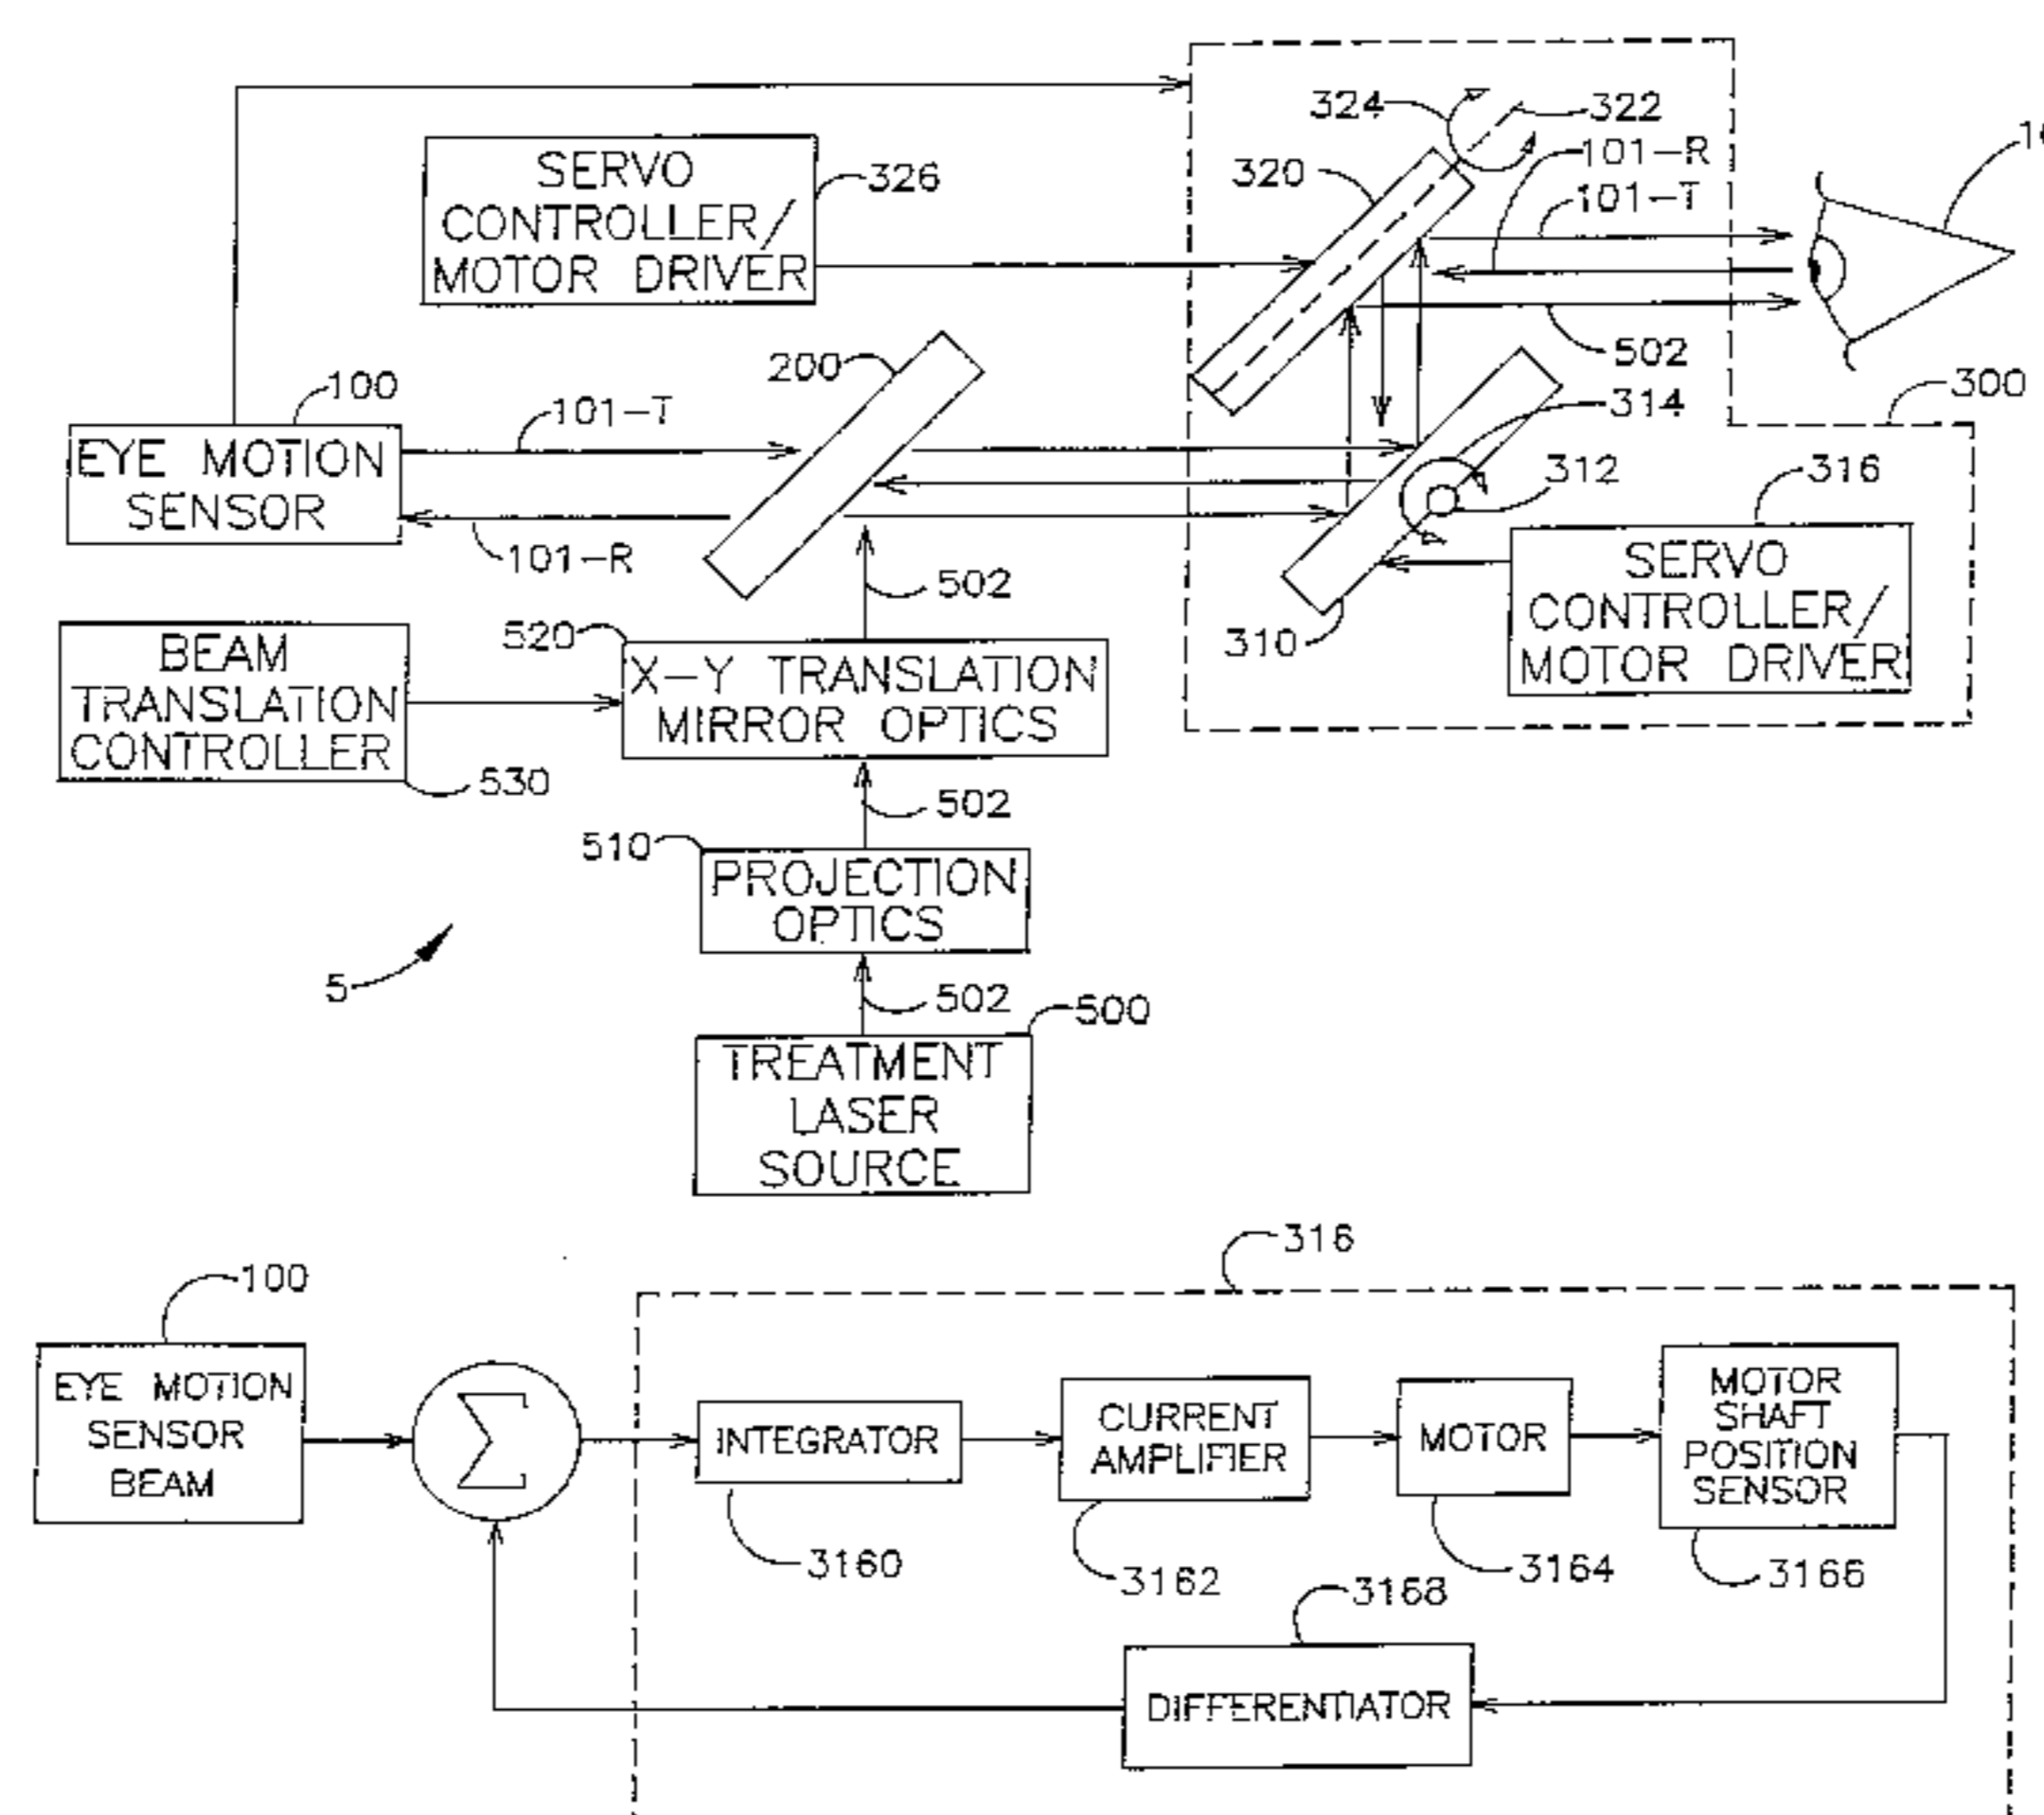 324
322
101-R
320
101-T
SERVO
CONTROLLER/
MOTOR DRIVER
326
502
200
300
100
101-T
314
EYE MOTION
SENSOR
312
316
101-R
SERVO
CONTROLLER/
MOTOR DRIVER
502
310
520
BEAM
TRANSLATION
CONTROLLER
X-Y TRANSLATION
MIRROR OPTICS
530
502
510
PROJECTION
OPTICS
5
502
500
TREATMENT
LASER
SOURCE
316
100
EYE MOTION
SENSOR
BEAM
Σ
INTEGRATOR
CURRENT
AMPLIFIER
MOTOR
MOTOR
SHAFT
POSITION
SENSOR
3160
3162
3164
3166
3168
DIFFERENTIATOR